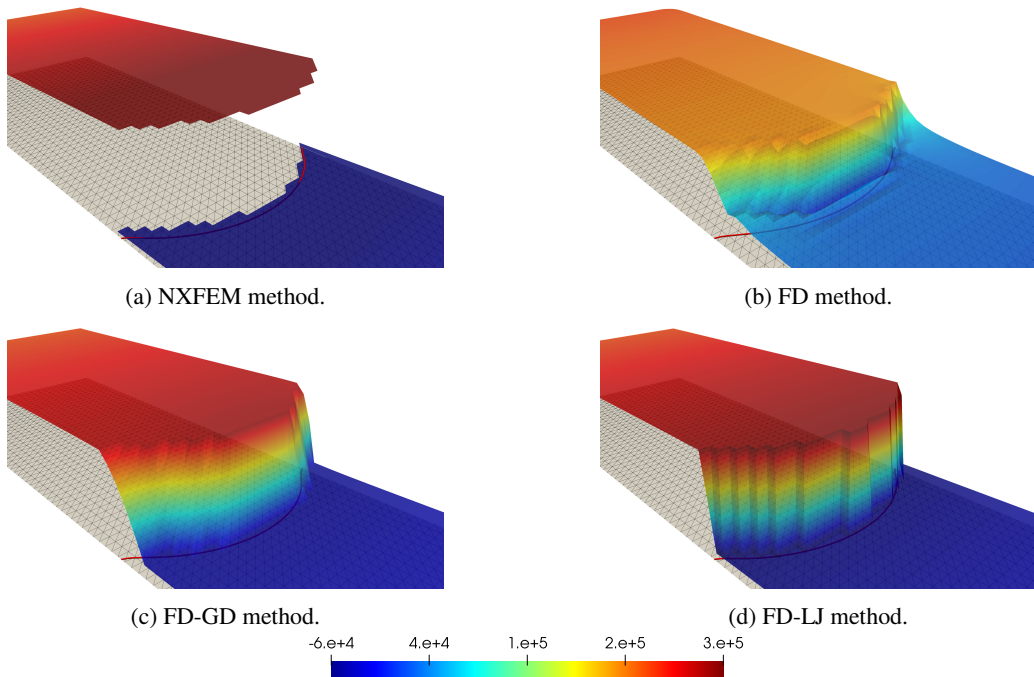 (a) NXFEM method.
(b) FD method.
(c) FD-GD method.
(d) FD-LJ method.
-6.e+4 4.e+4 1.e+5 2.e+5 3.e+5